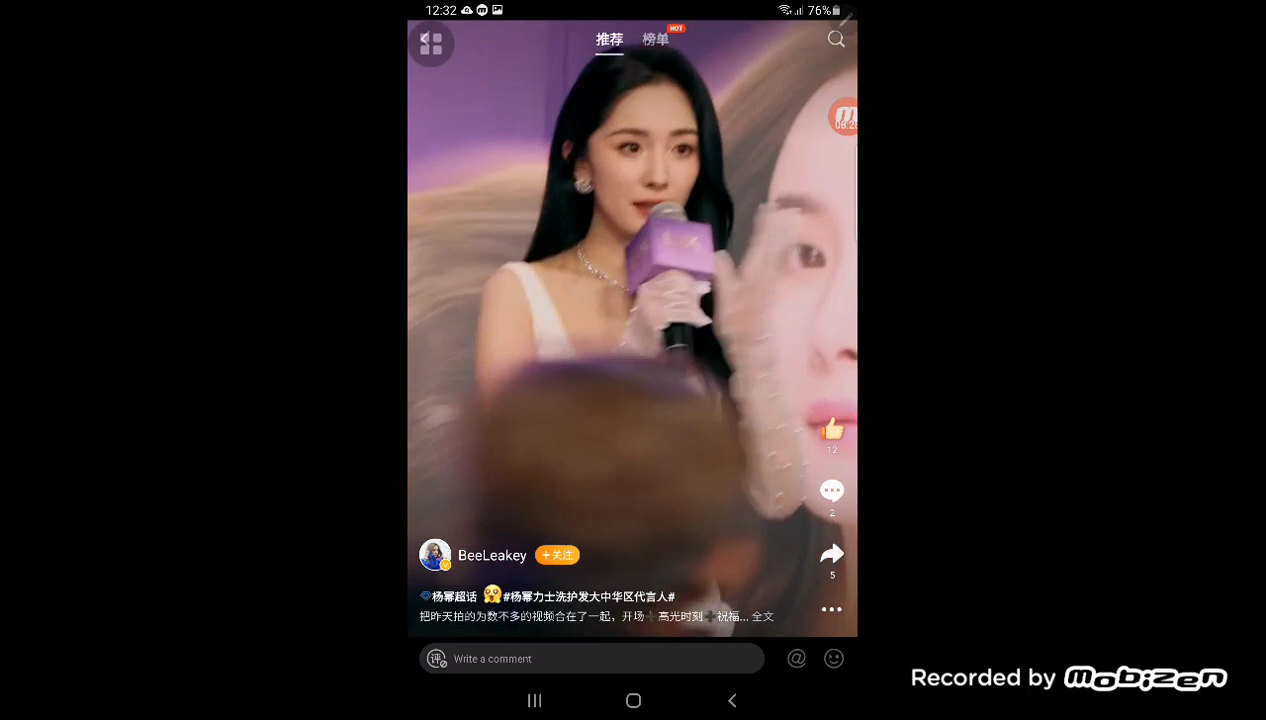 12:32
76%
推荐
榜单
HOT
12
2
BeeLeakey
+关注
5
杨幂超话 #杨幂力士洗护发大中华区代言人#
把昨天拍的为数不多的视频合在了一起，开场➕高光时刻➕祝福... 全文
评 Write a comment
@
Recorded by mobizen